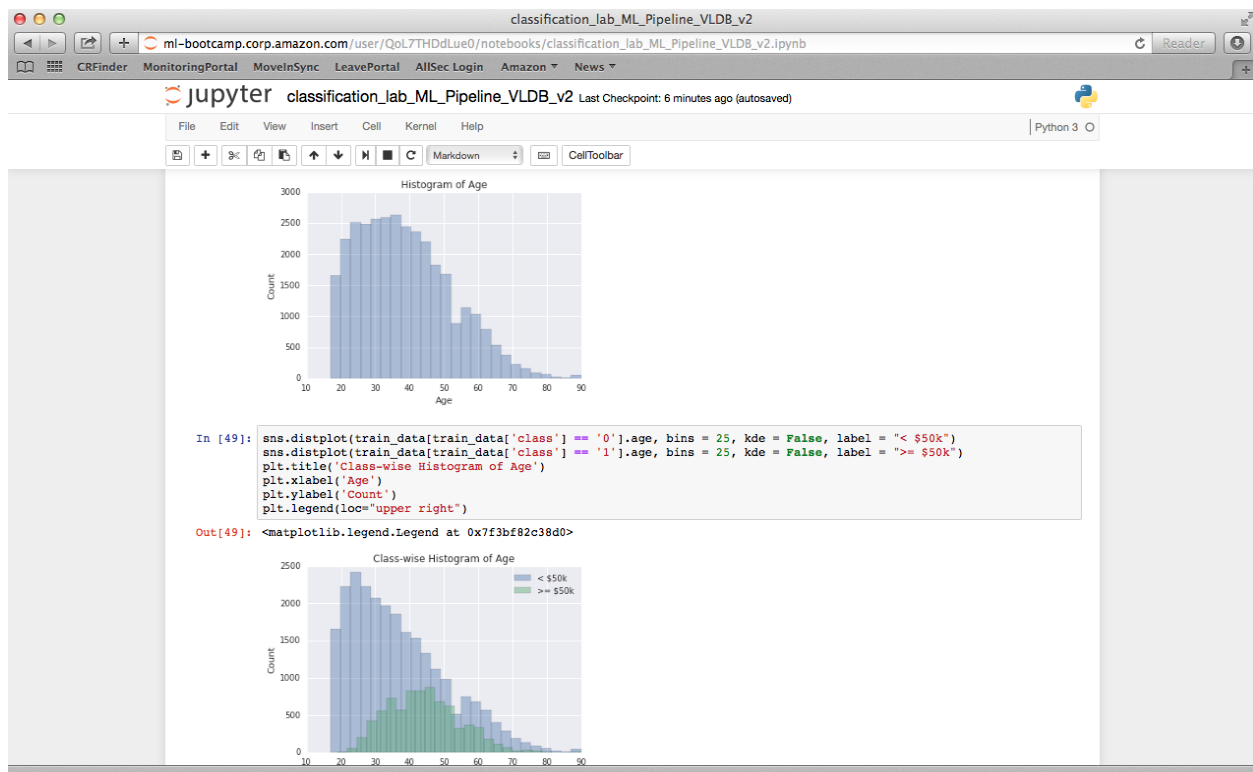 classification_lab_ML_Pipeline_VLDB_v2
ml-bootcamp.corp.amazon.com/user/QoL7THDdLue0/notebooks/classification_lab_ML_Pipeline_VLDB_v2.ipynb
Reader
CRFinder MonitoringPortal MoveInSync LeavePortal AllSec Login Amazon News
jupyter classification_lab_ML_Pipeline_VLDB_v2 Last Checkpoint: 6 minutes ago (autosaved)
File Edit View Insert Cell Kernel Help
Python 3
Markdown
CellToolbar
Histogram of Age
3000
2500
2000
1500
1000
500
0
Count
10 20 30 40 50 60 70 80 90
Age
In [49]: sns.distplot(train_data[train_data['class'] == '0'].age, bins = 25, kde = False, label = "< $50k")
sns.distplot(train_data[train_data['class'] == '1'].age, bins = 25, kde = False, label = ">= $50k")
plt.title('Class-wise Histogram of Age')
plt.xlabel('Age')
plt.ylabel('Count')
plt.legend(loc="upper right")
Out[49]: <matplotlib.legend.Legend at 0x7f3bf82c38d0>
Class-wise Histogram of Age
2500
2000
1500
1000
500
0
Count
< $50k
>= $50k
10 20 30 40 50 60 70 80 90